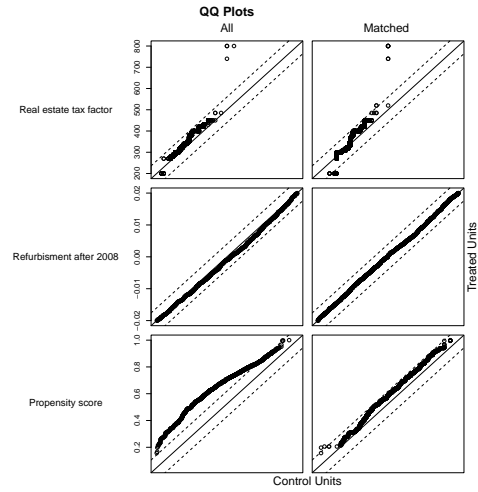 QQ Plots
All
Matched
Real estate tax factor
200 300 400 500 600 700 800
Refurbisment after 2008
−0.02 −0.01 0.00 0.01 0.02
Propensity score
0.2 0.4 0.6 0.8 1.0
Treated Units
Control Units